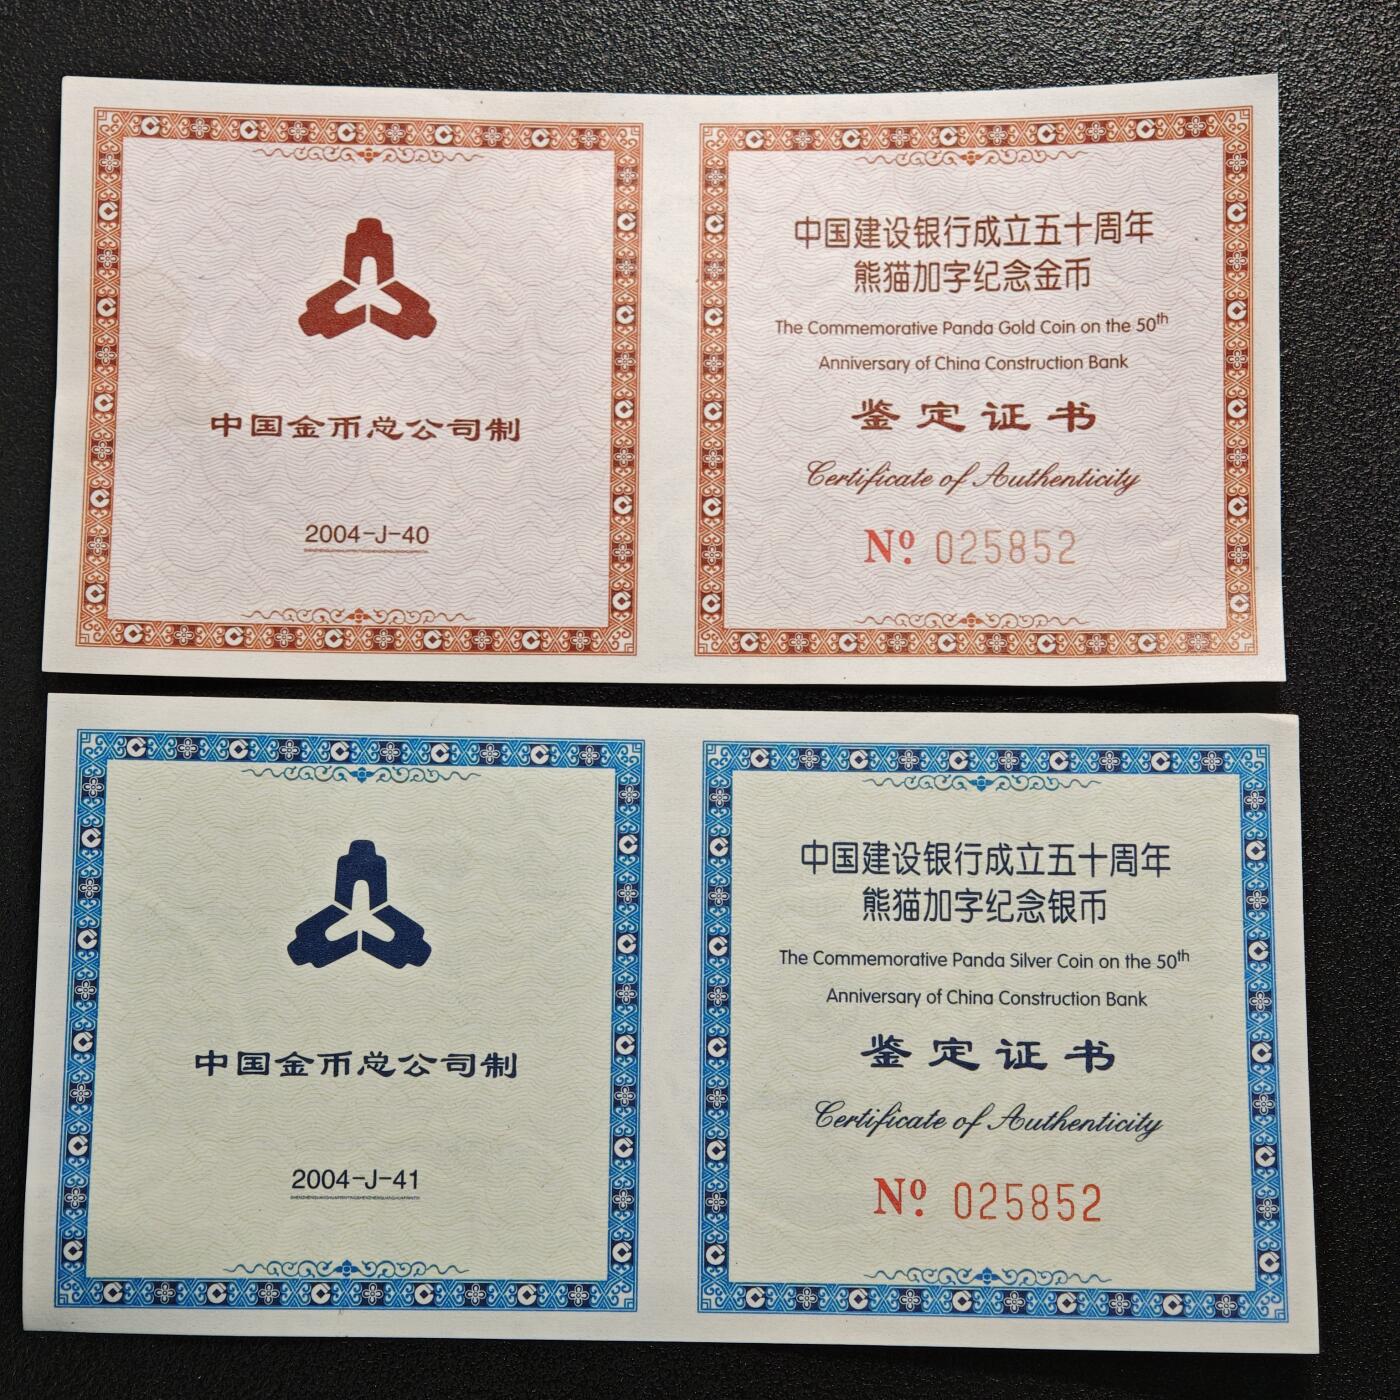 中国金币总公司制
2004-J-40
中国建设银行成立五十周年
熊猫加字纪念金币
The Commemorative Panda Gold Coin on the 50th
Anniversary of China Construction Bank
鉴定证书
Certificate of Authenticity
Nº 025852
中国金币总公司制
2004-J-41
中国建设银行成立五十周年
熊猫加字纪念银币
The Commemorative Panda Silver Coin on the 50th
Anniversary of China Construction Bank
鉴定证书
Certificate of Authenticity
Nº 025852